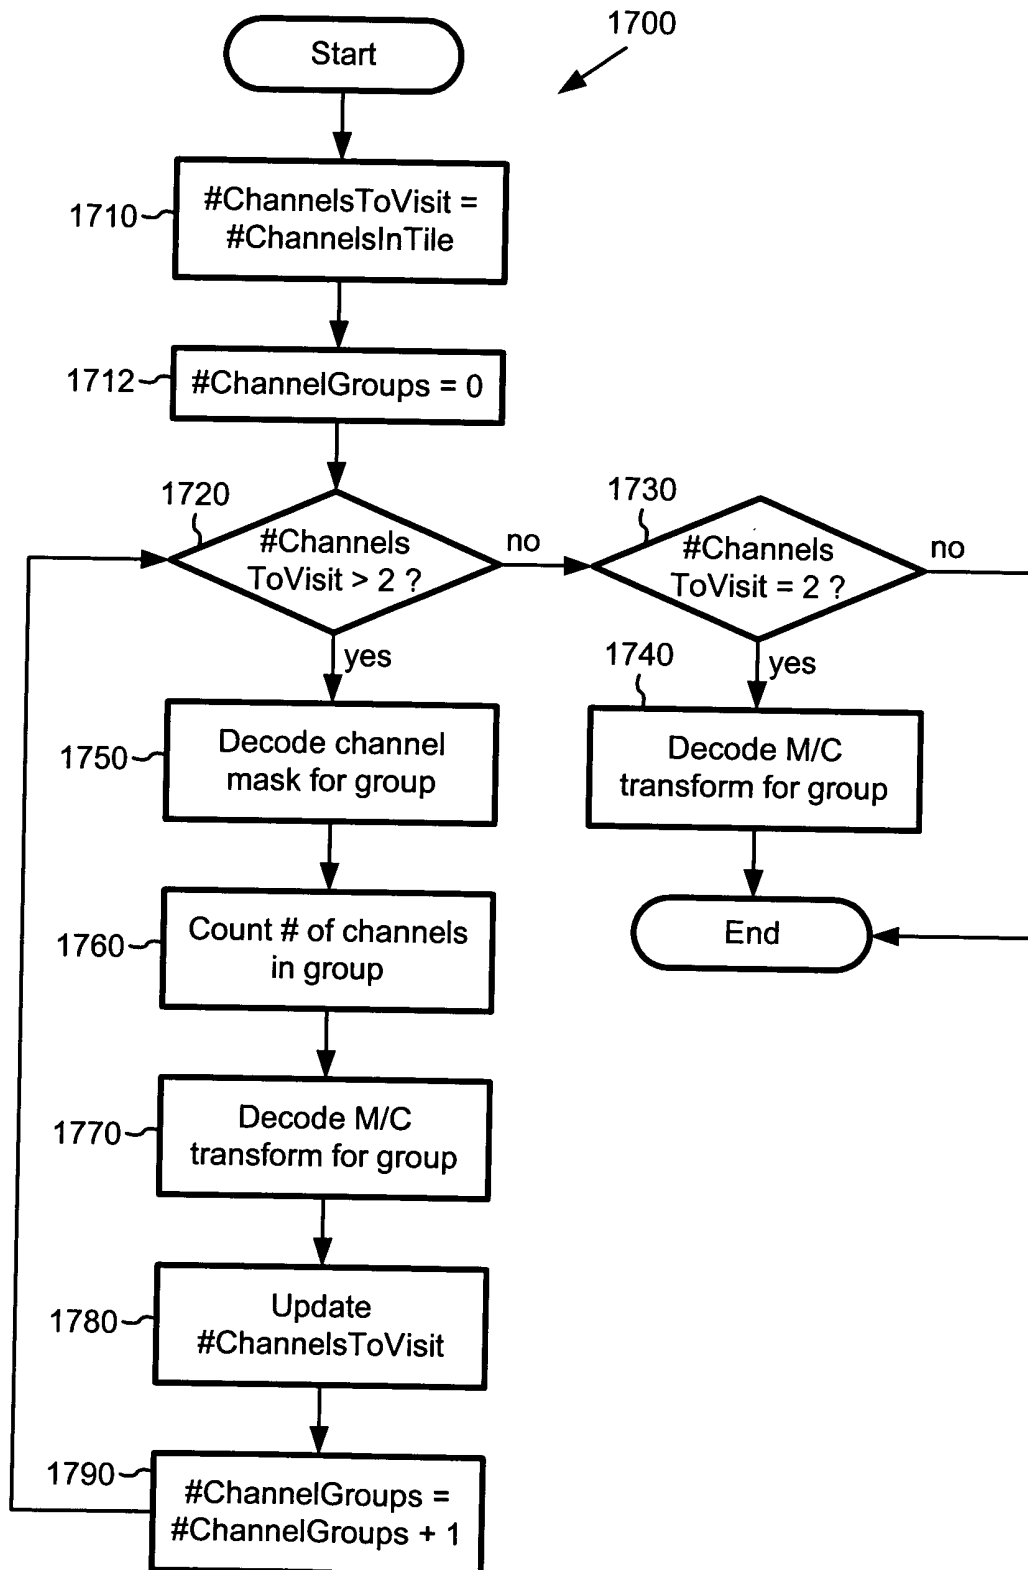 1700
Start
1710
#ChannelsToVisit =
#ChannelsInTile
1712
#ChannelGroups = 0
1720
#Channels
ToVisit > 2 ?
no
yes
1730
#Channels
ToVisit = 2 ?
no
yes
1740
Decode M/C
transform for group
End
1750
Decode channel
mask for group
1760
Count # of channels
in group
1770
Decode M/C
transform for group
1780
Update
#ChannelsToVisit
1790
#ChannelGroups =
#ChannelGroups + 1